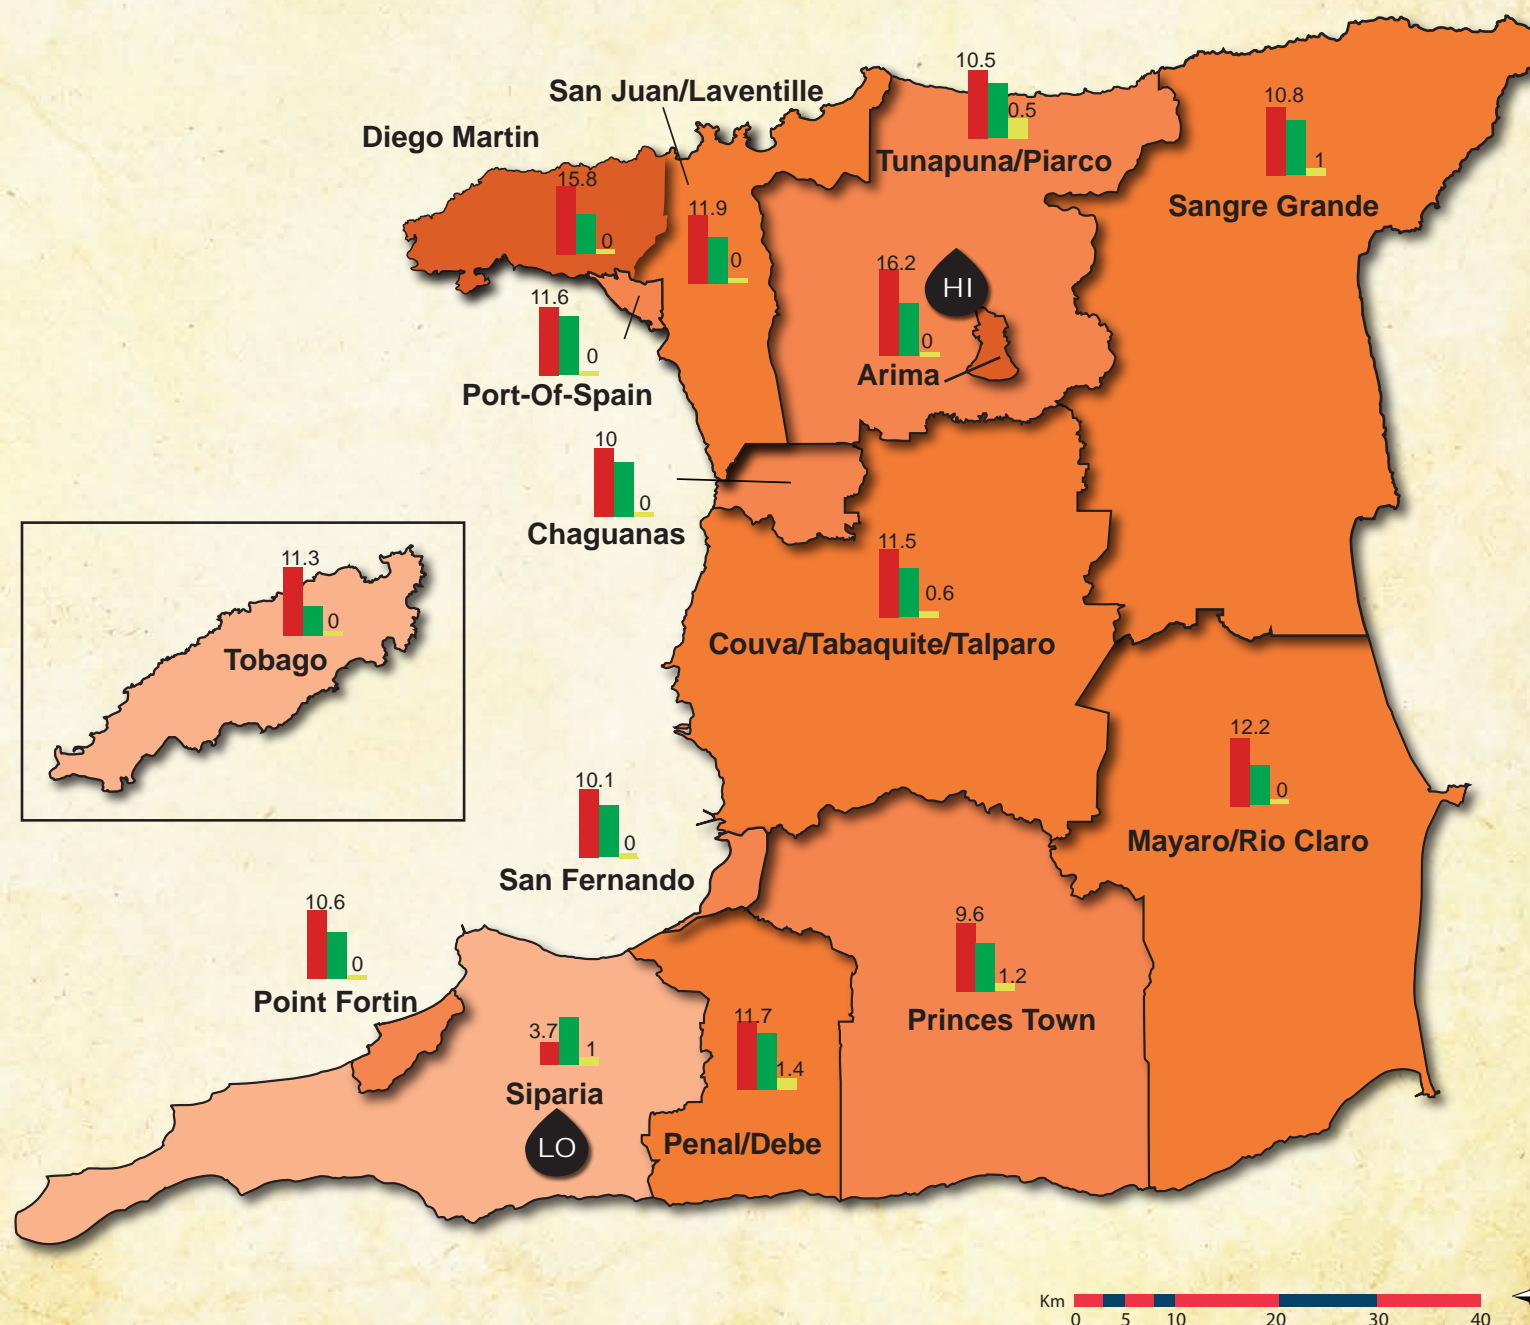 10.5
San Juan/Laventille
0.5
10.8
1
Diego Martin
Tunapuna/Piarco
15.8
0
11.9
0
Sangre Grande
16.2
HI
0
Arima
11.6
0
Port-Of-Spain
10
0
Chaguanas
11.5
0.6
Couva/Tabaquite/Talparo
11.3
0
Tobago
12.2
0
Mayaro/Rio Claro
10.1
0
San Fernando
10.6
0
Point Fortin
9.6
1.2
Princes Town
3.7
1
Siparia
LO
11.7
1.4
Penal/Debe
Km
0 5 10 20 30 40